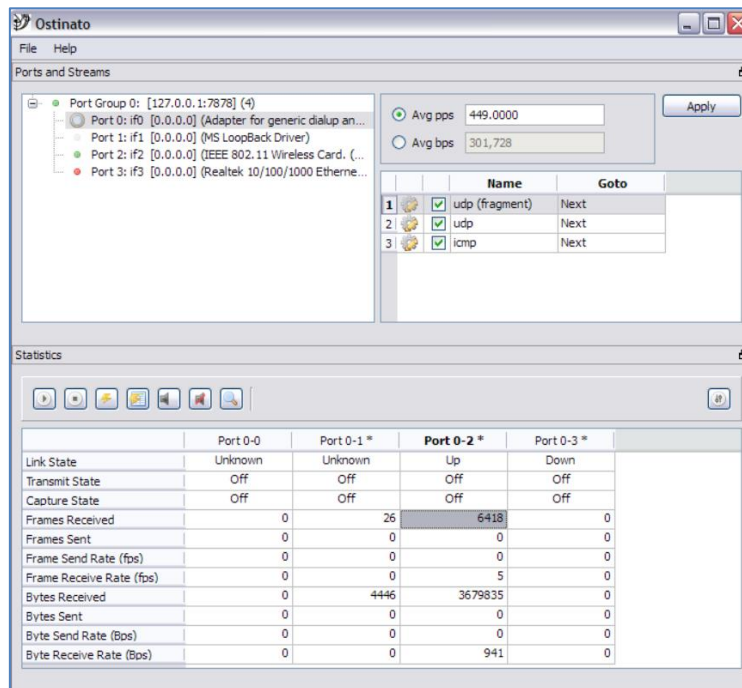 Ostinato
File Help
Ports and Streams
Port Group 0: [127.0.0.1:7878] (4)
Port 0: if0 [0.0.0.0] (Adapter for generic dialup an...
Port 1: if1 [0.0.0.0] (MS LoopBack Driver)
Port 2: if2 [0.0.0.0] (IEEE 802.11 Wireless Card. (...
Port 3: if3 [0.0.0.0] (Realtek 10/100/1000 Etherne...
Avg pps 449.0000
Avg bps 301,728
Apply
Name Goto
1 udp (fragment) Next
2 udp Next
3 icmp Next
Statistics
Port 0-0 Port 0-1 * Port 0-2 * Port 0-3 *
Link State Unknown Unknown Up Down
Transmit State Off Off Off Off
Capture State Off Off Off Off
Frames Received 0 26 6418 0
Frames Sent 0 0 0 0
Frame Send Rate (fps) 0 0 0 0
Frame Receive Rate (fps) 0 0 5 0
Bytes Received 0 4446 3679835 0
Bytes Sent 0 0 0 0
Byte Send Rate (Bps) 0 0 0 0
Byte Receive Rate (Bps) 0 0 941 0